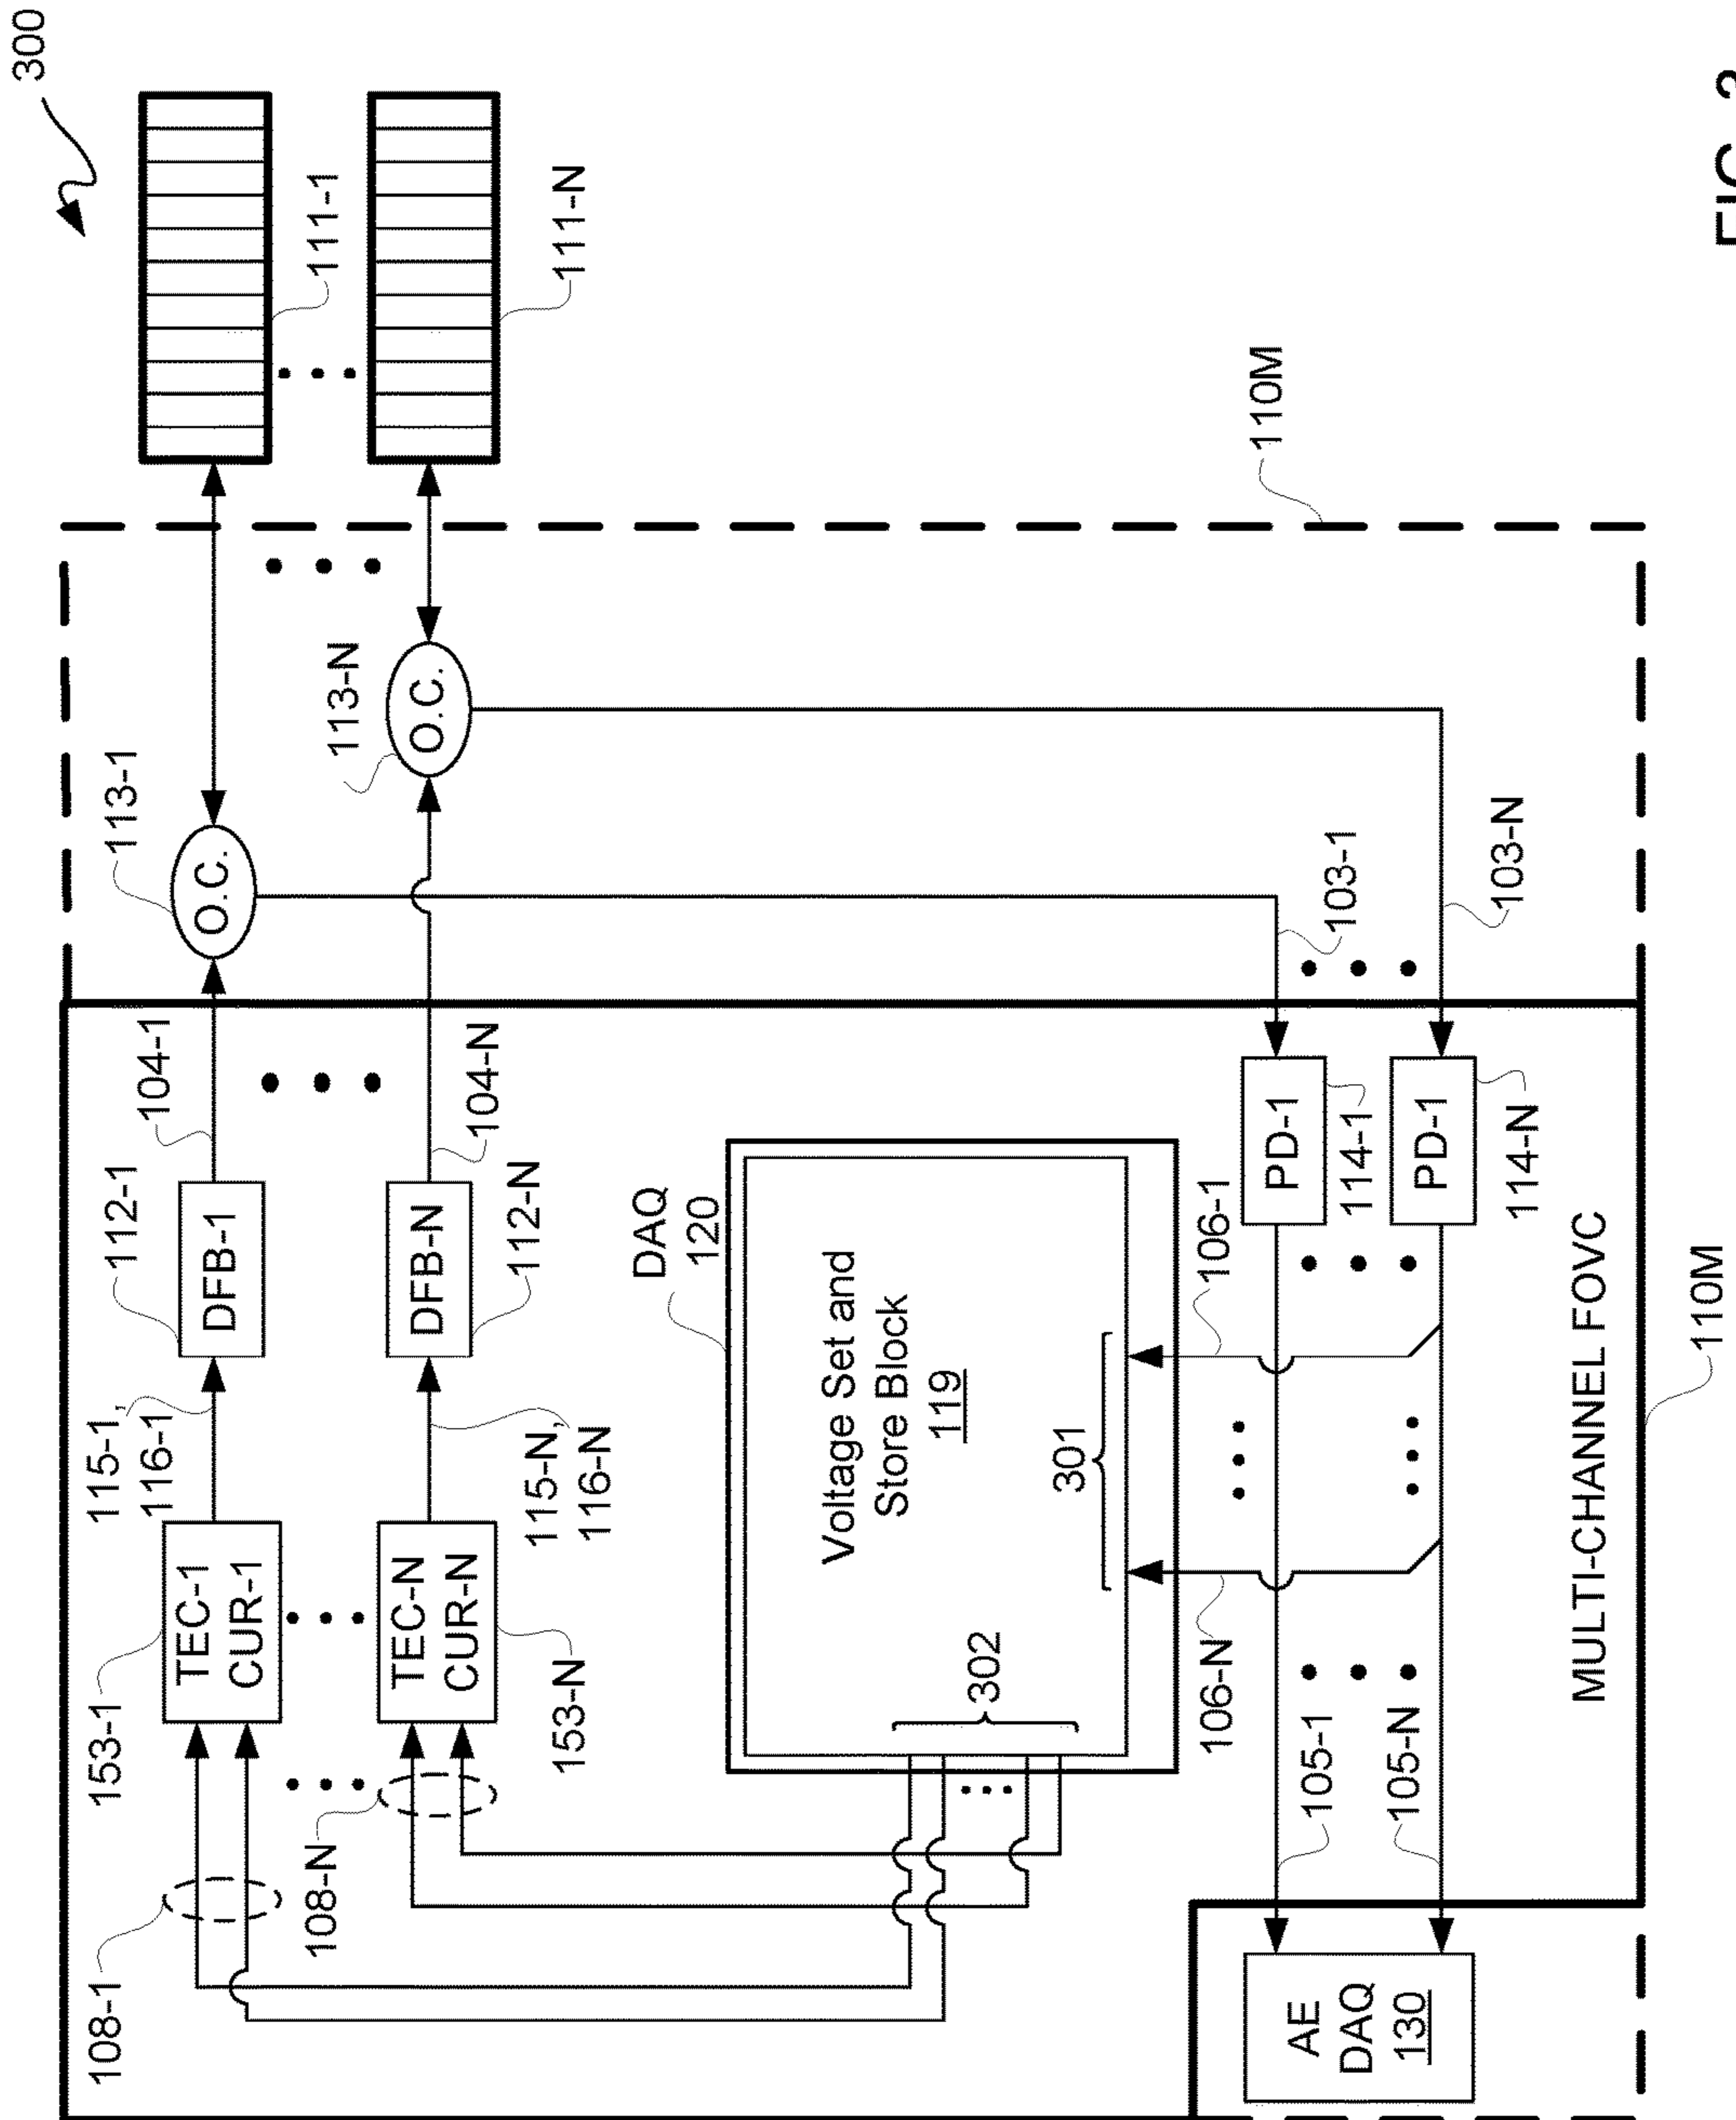 300
108-1
153-1
115-1,
116-1
112-1
104-1
113-1
TEC-1
CUR-1
DFB-1
O.C.
111-1
108-N
113-N
TEC-N
CUR-N
DFB-N
O.C.
104-N
153-N
115-N,
116-N
112-N
111-N
DAQ
120
Voltage Set and
Store Block
119
302
301
106-N
106-1
110M
AE
DAQ
130
105-1
105-N
PD-1
114-1
103-1
PD-1
114-N
103-N
MULTI-CHANNEL FOVC
110M
FIG. 3